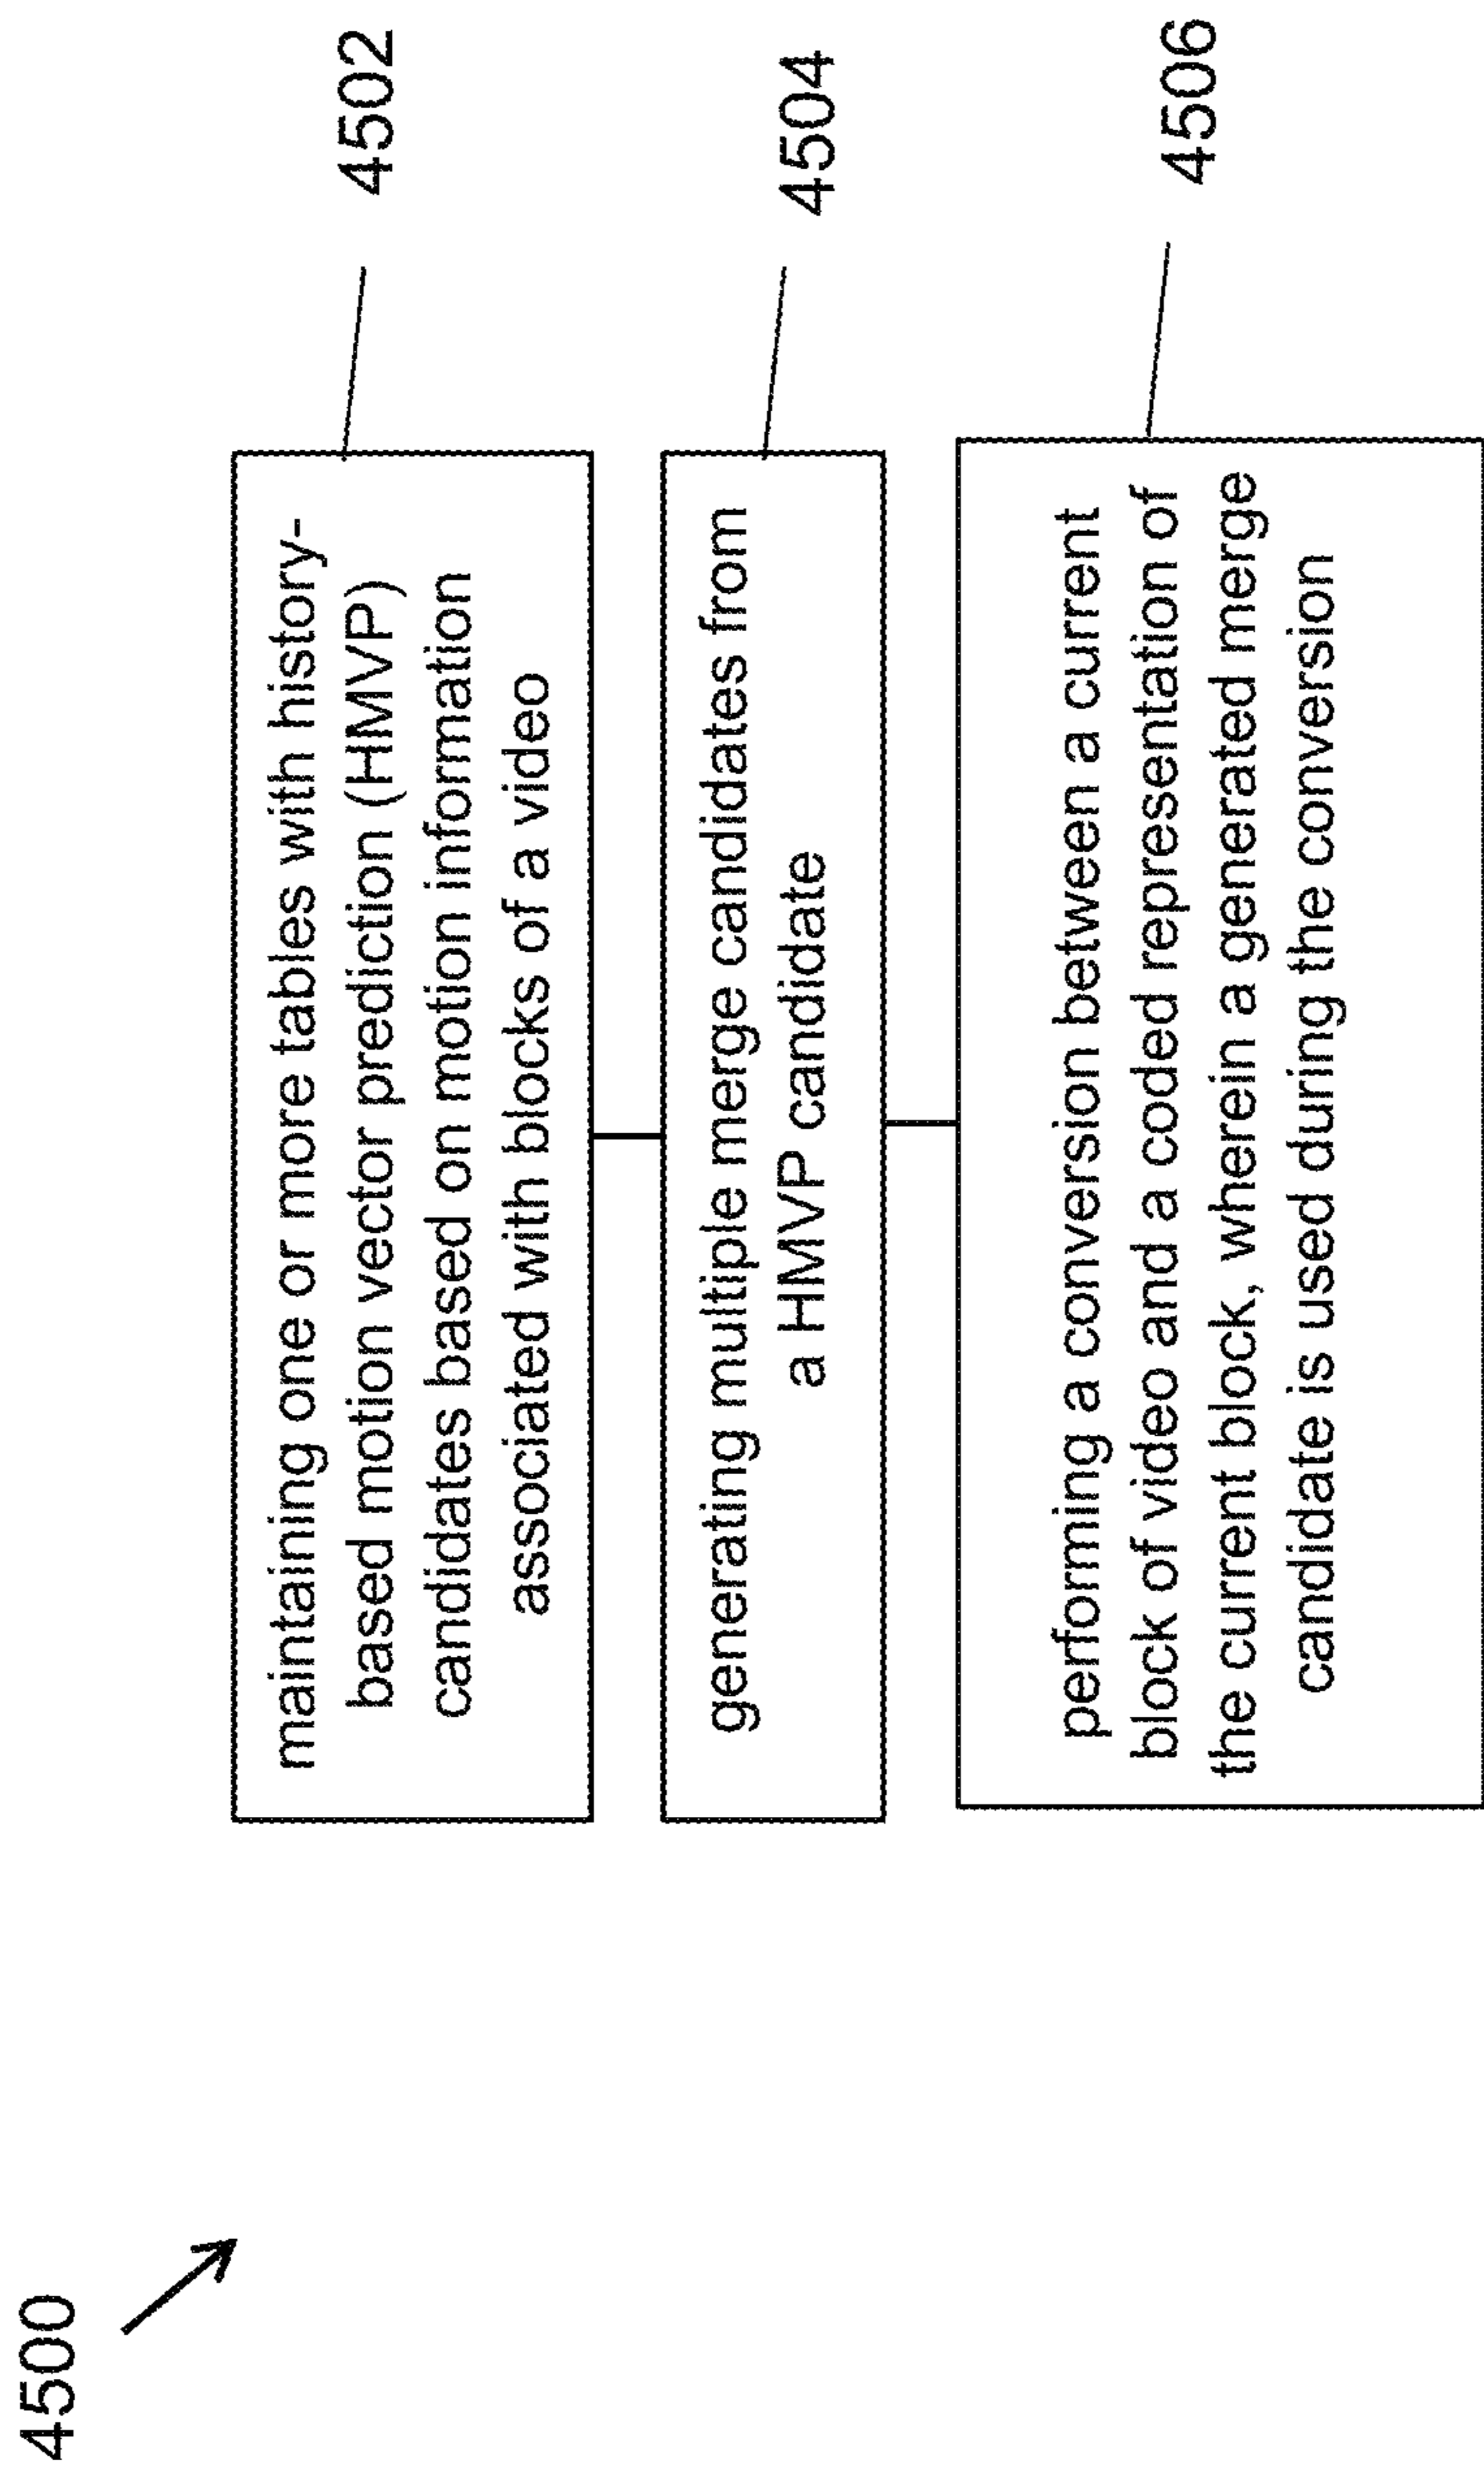 4500
maintaining one or more tables with history-
based motion vector prediction (HMVP)
candidates based on motion information
associated with blocks of a video
4502
generating multiple merge candidates from
a HMVP candidate
4504
performing a conversion between a current
block of video and a coded representation of
the current block, wherein a generated merge
candidate is used during the conversion
4506